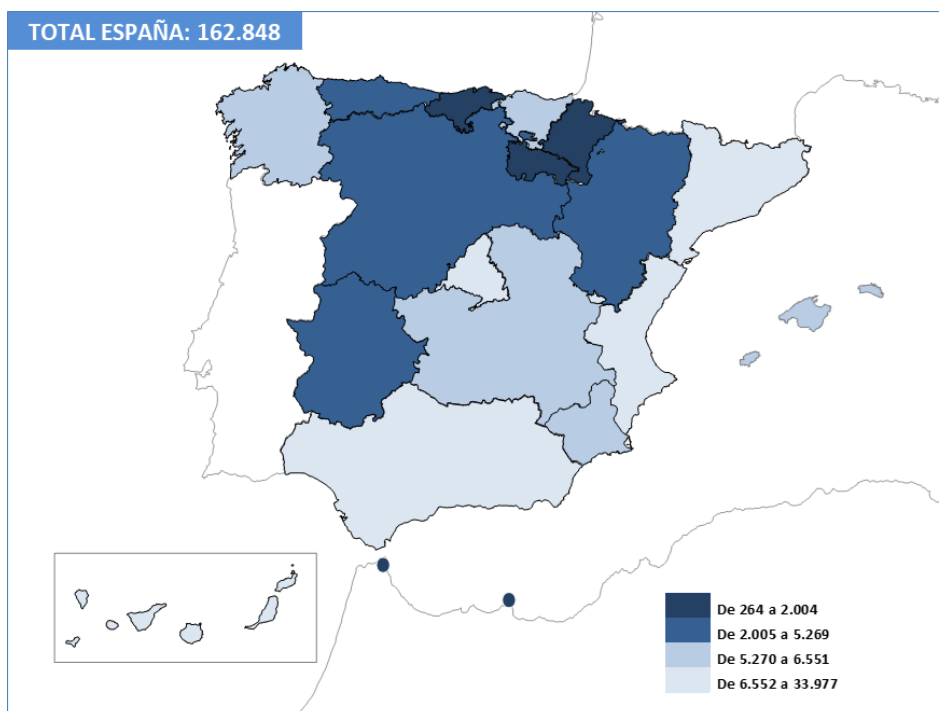 TOTAL ESPAÑA: 162.848
De 264 a 2.004
De 2.005 a 5.269
De 5.270 a 6.551
De 6.552 a 33.977